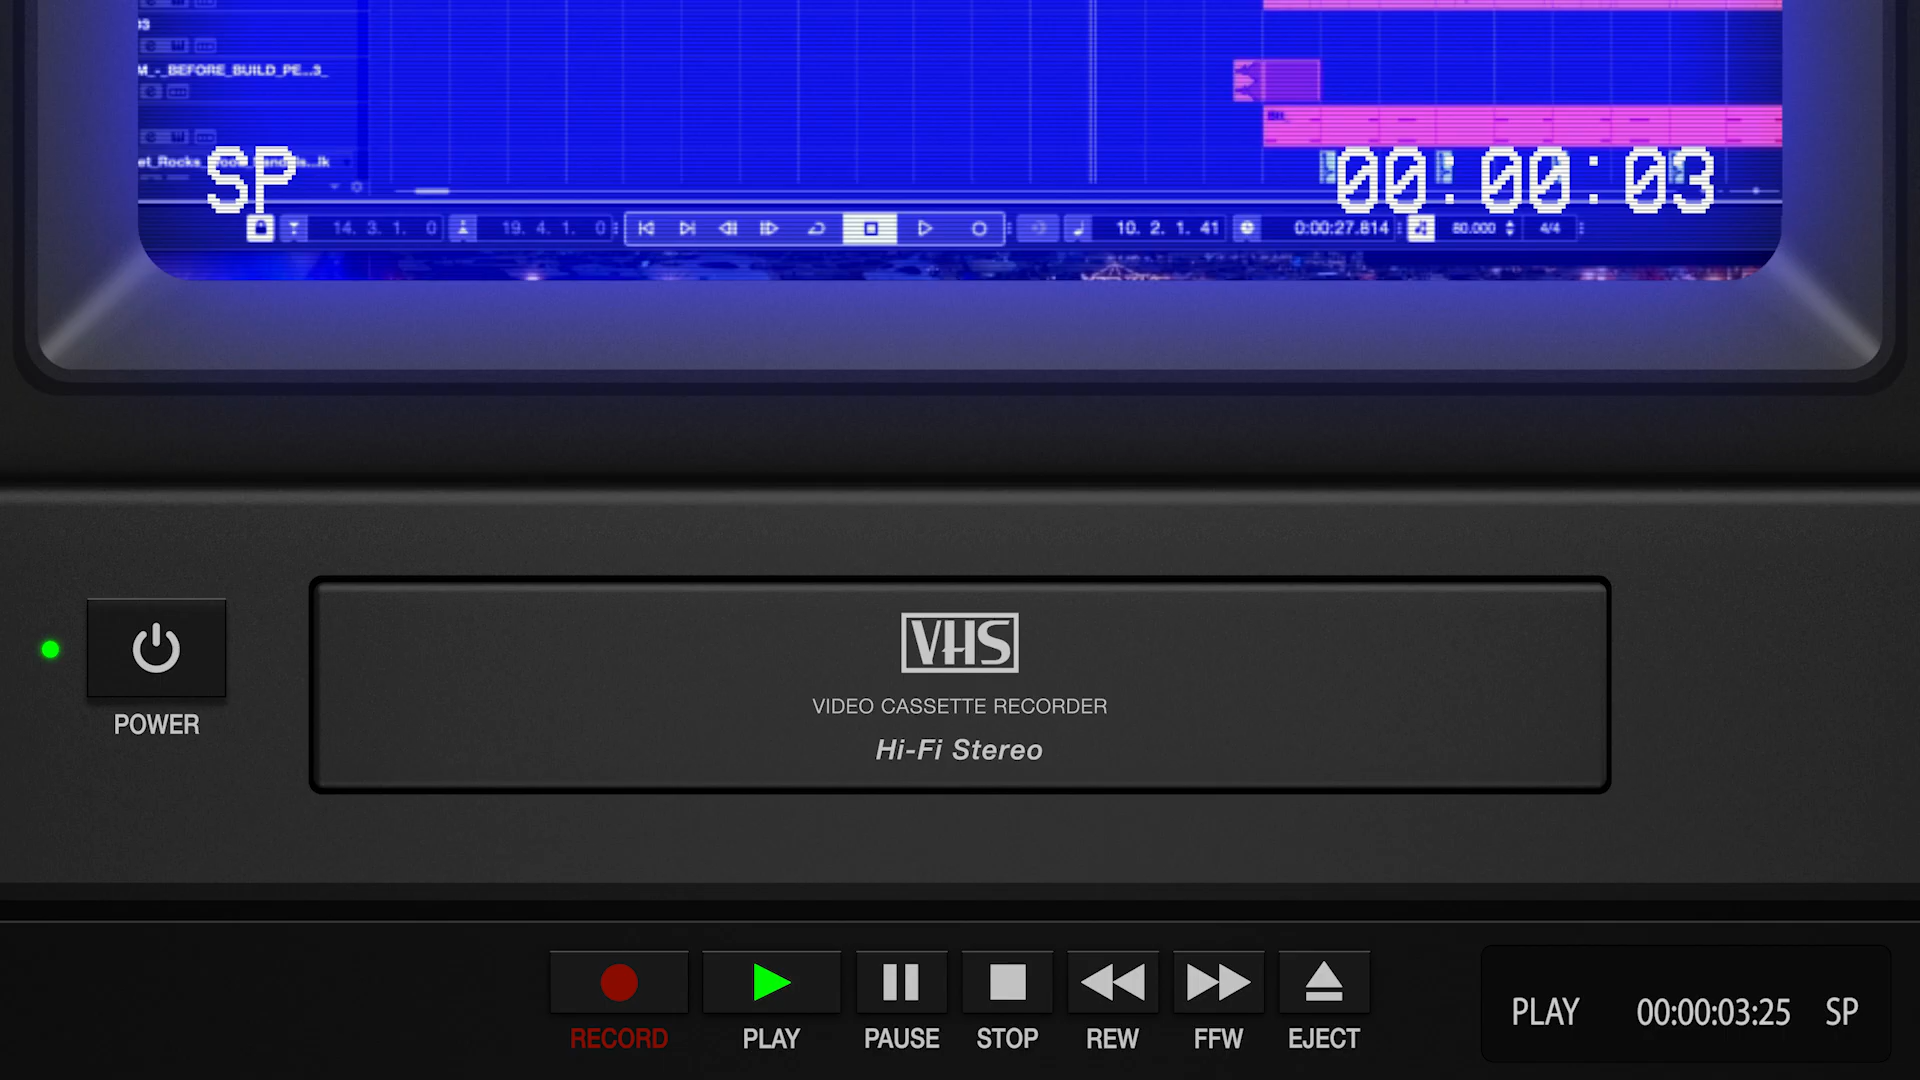 33
M_-_BEFORE_BUILD_PE...3_
SP
00:00:03
14. 3. 1. 0
19. 4. 1. 0
10. 2. 1. 41
0:00:27.814
80.000
4/4
POWER
VHS
VIDEO CASSETTE RECORDER
Hi-Fi Stereo
RECORD
PLAY
PAUSE
STOP
REW
FFW
EJECT
PLAY 00:00:03:25 SP